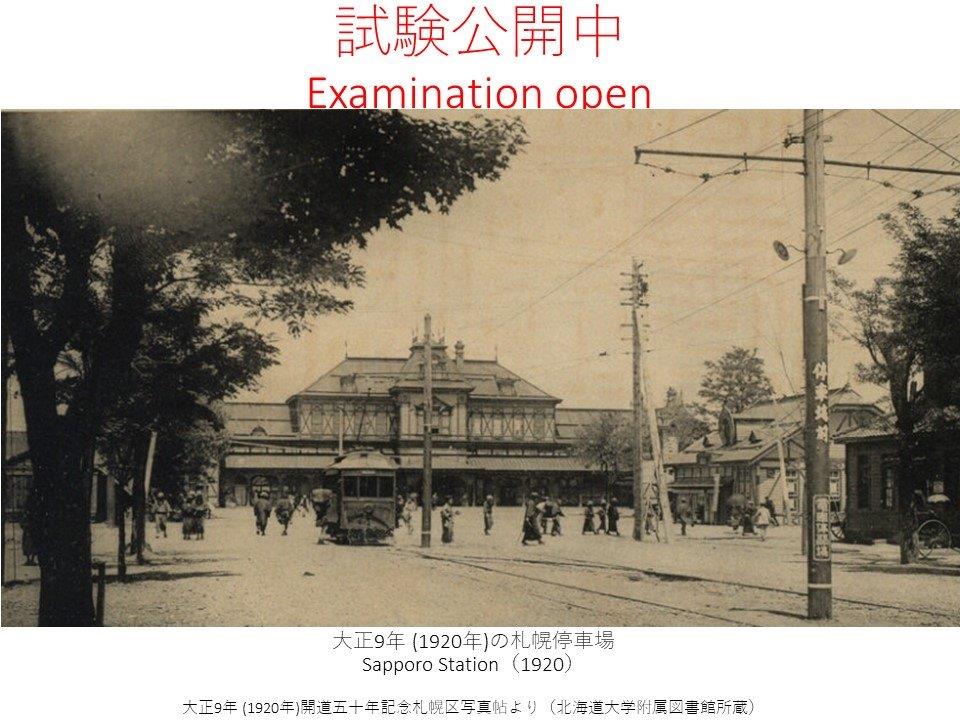 試験公開中
Examination open
大正9年 (1920年)の札幌停車場
Sapporo Station（1920）
大正9年 (1920年)開道五十年記念札幌区写真帖より（北海道大学附属図書館所蔵）